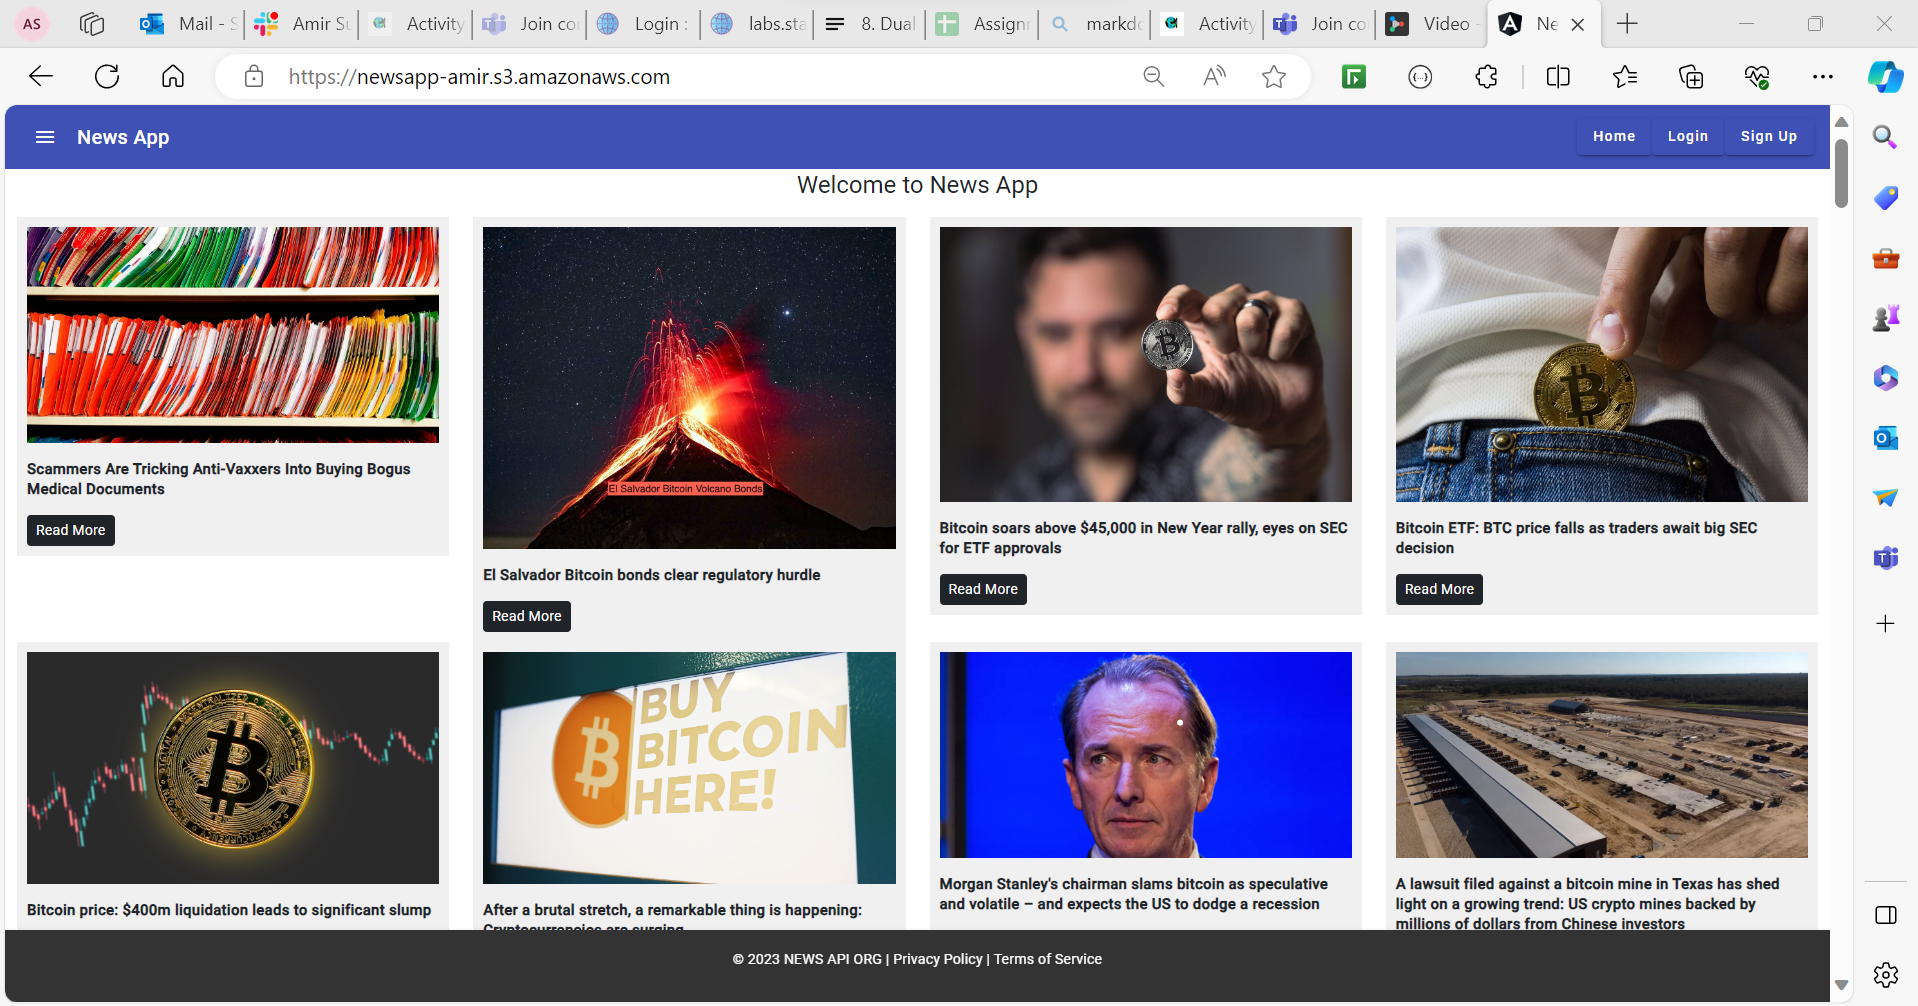 AS
Mail - S
Amir Su
Activity
Join co
Login :
labs.sta
8. Dual
Assignm
markdo
Activity
Join co
Video -
Ne
https://newsapp-amir.s3.amazonaws.com
News App
Home
Login
Sign Up
Welcome to News App
Scammers Are Tricking Anti-Vaxxers Into Buying Bogus
Medical Documents
Read More
El Salvador Bitcoin Volcano Bonds
El Salvador Bitcoin bonds clear regulatory hurdle
Read More
Bitcoin soars above $45,000 in New Year rally, eyes on SEC
for ETF approvals
Read More
Bitcoin ETF: BTC price falls as traders await big SEC
decision
Read More
Bitcoin price: $400m liquidation leads to significant slump
BUY
BITCOIN
HERE!
After a brutal stretch, a remarkable thing is happening:
Cryptocurrencies are surging
Morgan Stanley's chairman slams bitcoin as speculative
and volatile – and expects the US to dodge a recession
A lawsuit filed against a bitcoin mine in Texas has shed
light on a growing trend: US crypto mines backed by
millions of dollars from Chinese investors
© 2023 NEWS API ORG | Privacy Policy | Terms of Service